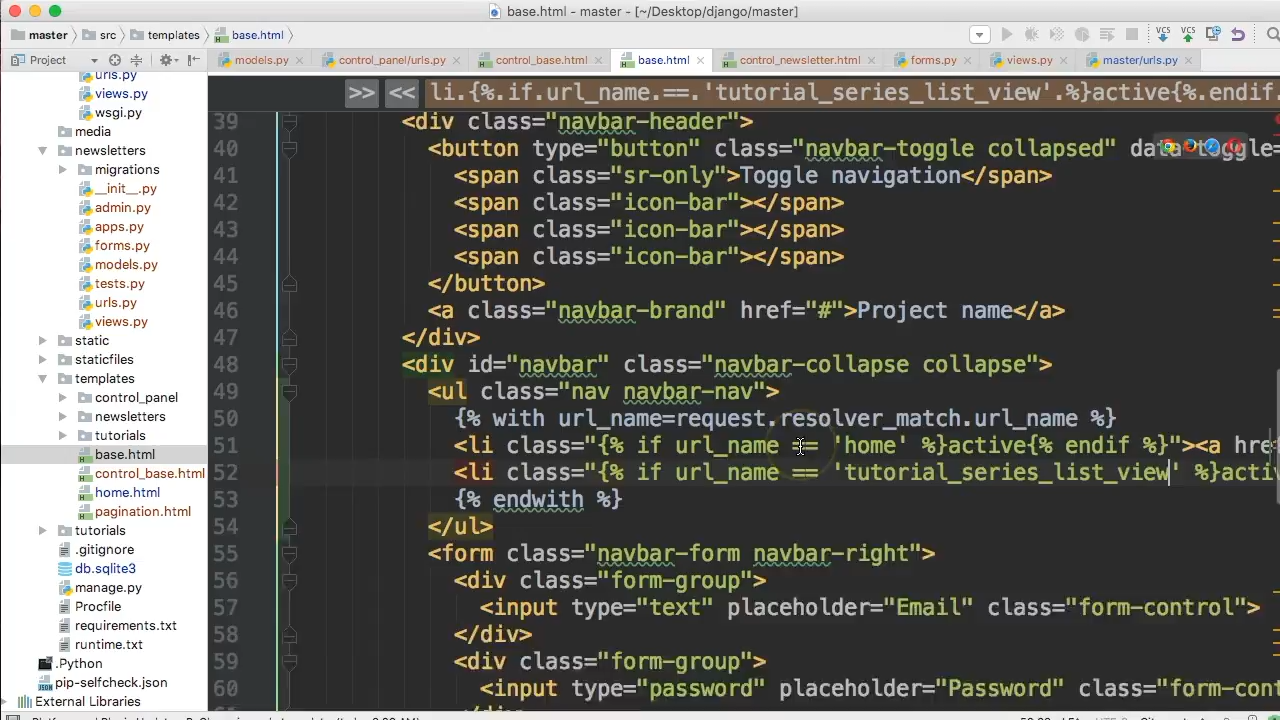 base.html - master - [~/Desktop/django/master]
master src templates base.html
Project
models.py control_panel/urls.py control_base.html base.html control_newsletter.html forms.py views.py master/urls.py
>> << li.{%.if.url_name.==.'tutorial_series_list_view'.%}active{%.endif.
urls.py
views.py
wsgi.py
media
newsletters
migrations
__init__.py
admin.py
apps.py
forms.py
models.py
tests.py
urls.py
views.py
static
staticfiles
templates
control_panel
newsletters
tutorials
base.html
control_base.html
home.html
pagination.html
tutorials
.gitignore
db.sqlite3
manage.py
Procfile
requirements.txt
runtime.txt
.Python
pip-selfcheck.json
External Libraries
39 <div class="navbar-header">
40 <button type="button" class="navbar-toggle collapsed" data-toggle=
41 <span class="sr-only">Toggle navigation</span>
42 <span class="icon-bar"></span>
43 <span class="icon-bar"></span>
44 <span class="icon-bar"></span>
45 </button>
46 <a class="navbar-brand" href="#">Project name</a>
47 </div>
48 <div id="navbar" class="navbar-collapse collapse">
49 <ul class="nav navbar-nav">
50 {% with url_name=request.resolver_match.url_name %}
51 <li class="{% if url_name == 'home' %}active{% endif %}"><a hre
52 <li class="{% if url_name == 'tutorial_series_list_view' %}acti
53 {% endwith %}
54 </ul>
55 <form class="navbar-form navbar-right">
56 <div class="form-group">
57 <input type="text" placeholder="Email" class="form-control">
58 </div>
59 <div class="form-group">
60 <input type="password" placeholder="Password" class="form-cont